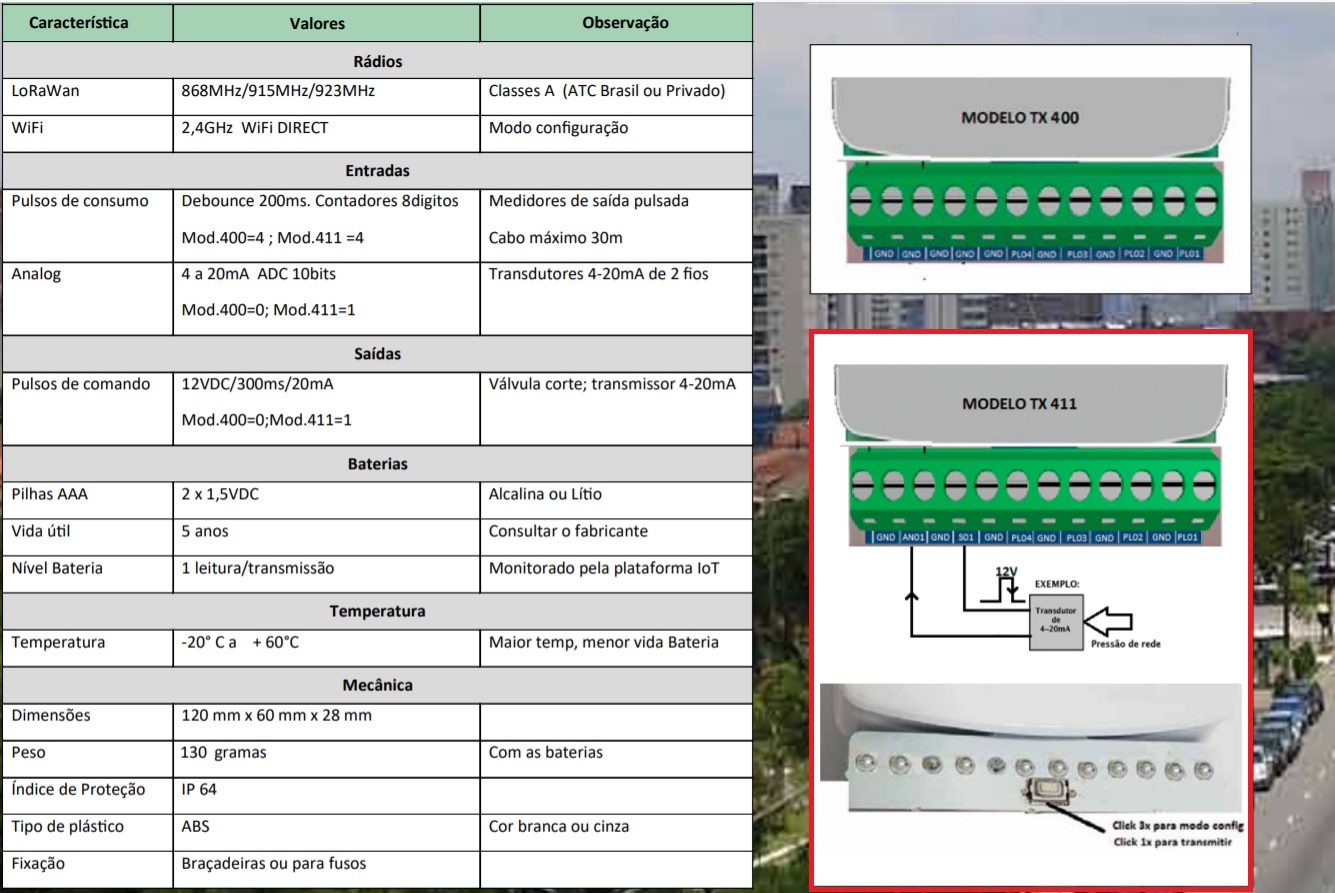 Característica Valores Observação
Rádios
LoRaWan 868MHz/915MHz/923MHz Classes A (ATC Brasil ou Privado)
WiFi 2,4GHz WiFi DIRECT Modo configuração
Entradas
Pulsos de consumo Debounce 200ms. Contadores 8digitos Medidores de saída pulsada
Mod.400=4 ; Mod.411 =4 Cabo máximo 30m
Analog 4 a 20mA ADC 10bits Transdutores 4-20mA de 2 fios
Mod.400=0; Mod.411=1
Saídas
Pulsos de comando 12VDC/300ms/20mA Válvula corte; transmissor 4-20mA
Mod.400=0;Mod.411=1
Baterias
Pilhas AAA 2 x 1,5VDC Alcalina ou Lítio
Vida útil 5 anos Consultar o fabricante
Nível Bateria 1 leitura/transmissão Monitorado pela plataforma IoT
Temperatura
Temperatura -20° C a + 60°C Maior temp, menor vida Bateria
Mecânica
Dimensões 120 mm x 60 mm x 28 mm
Peso 130 gramas Com as baterias
Índice de Proteção IP 64
Tipo de plástico ABS Cor branca ou cinza
Fixação Braçadeiras ou para fusos
MODELO TX 400
GND GND GND GND PL04 GND PL03 GND PL02 GND PL01
MODELO TX 411
GND AN01 GND S01 GND PL04 GND PL03 GND PL02 GND PL01
12V
EXEMPLO:
Transdutor
de
4-20mA
Pressão de rede
Click 3x para modo config
Click 1x para transmitir